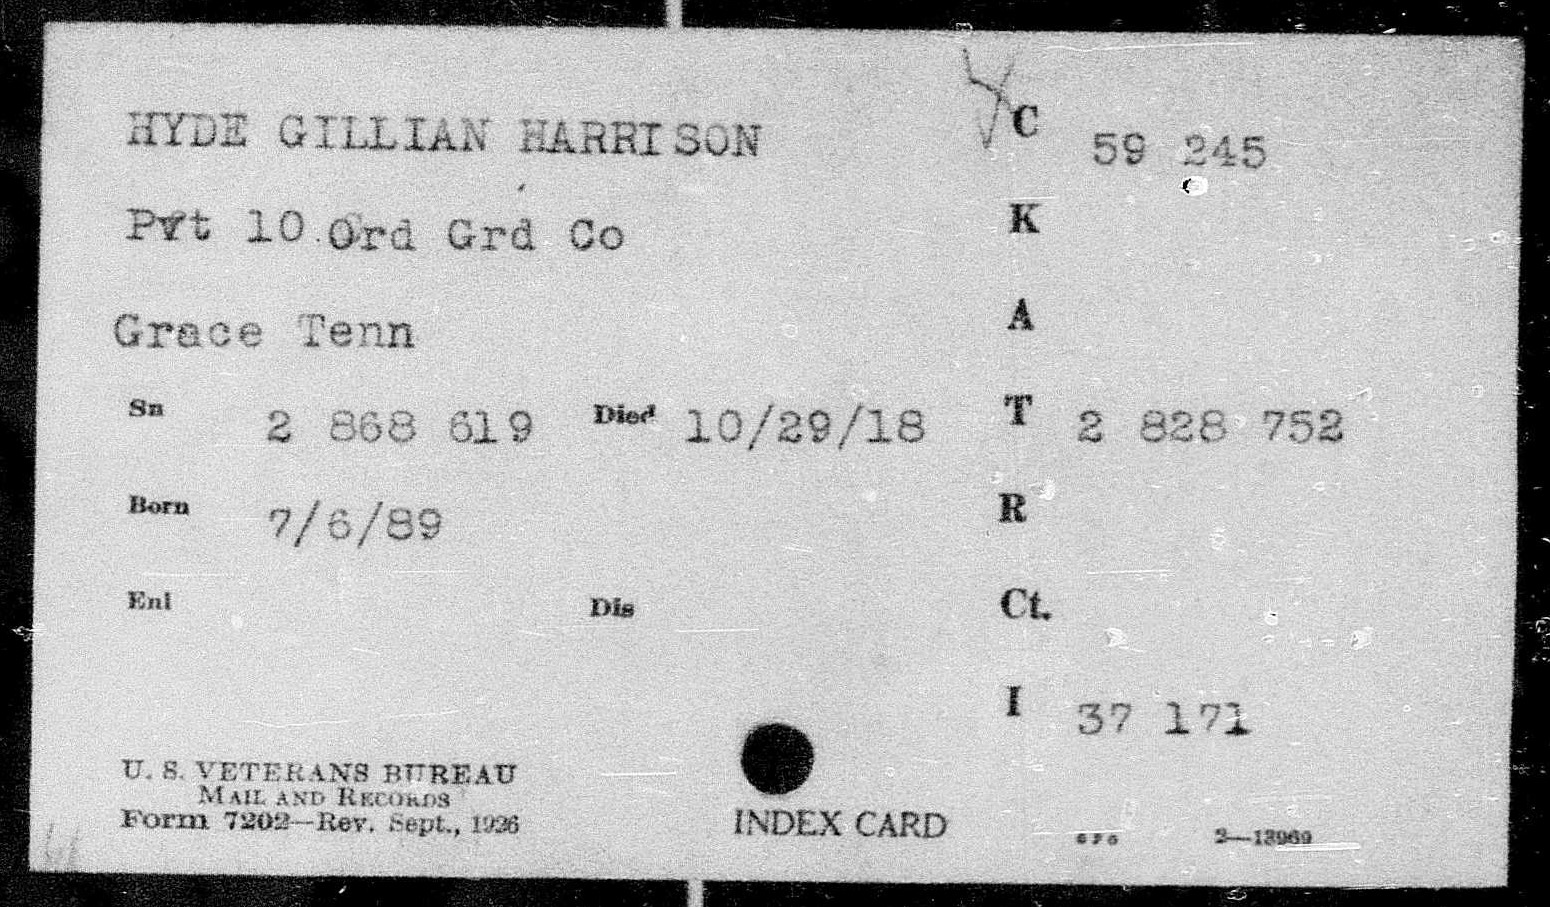 HYDE GILLIAN HARRISON
C 59 245
Pvt 10 Ord Grd Co
K
Grace Tenn
A
Sn 2 868 619 Died 10/29/18
T 2 828 752
Born 7/6/89
R
Enl Dis
Ct.
I 37 171
U. S. VETERANS BUREAU
MAIL AND RECORDS
Form 7202—Rev. Sept., 1926
INDEX CARD
2—13969